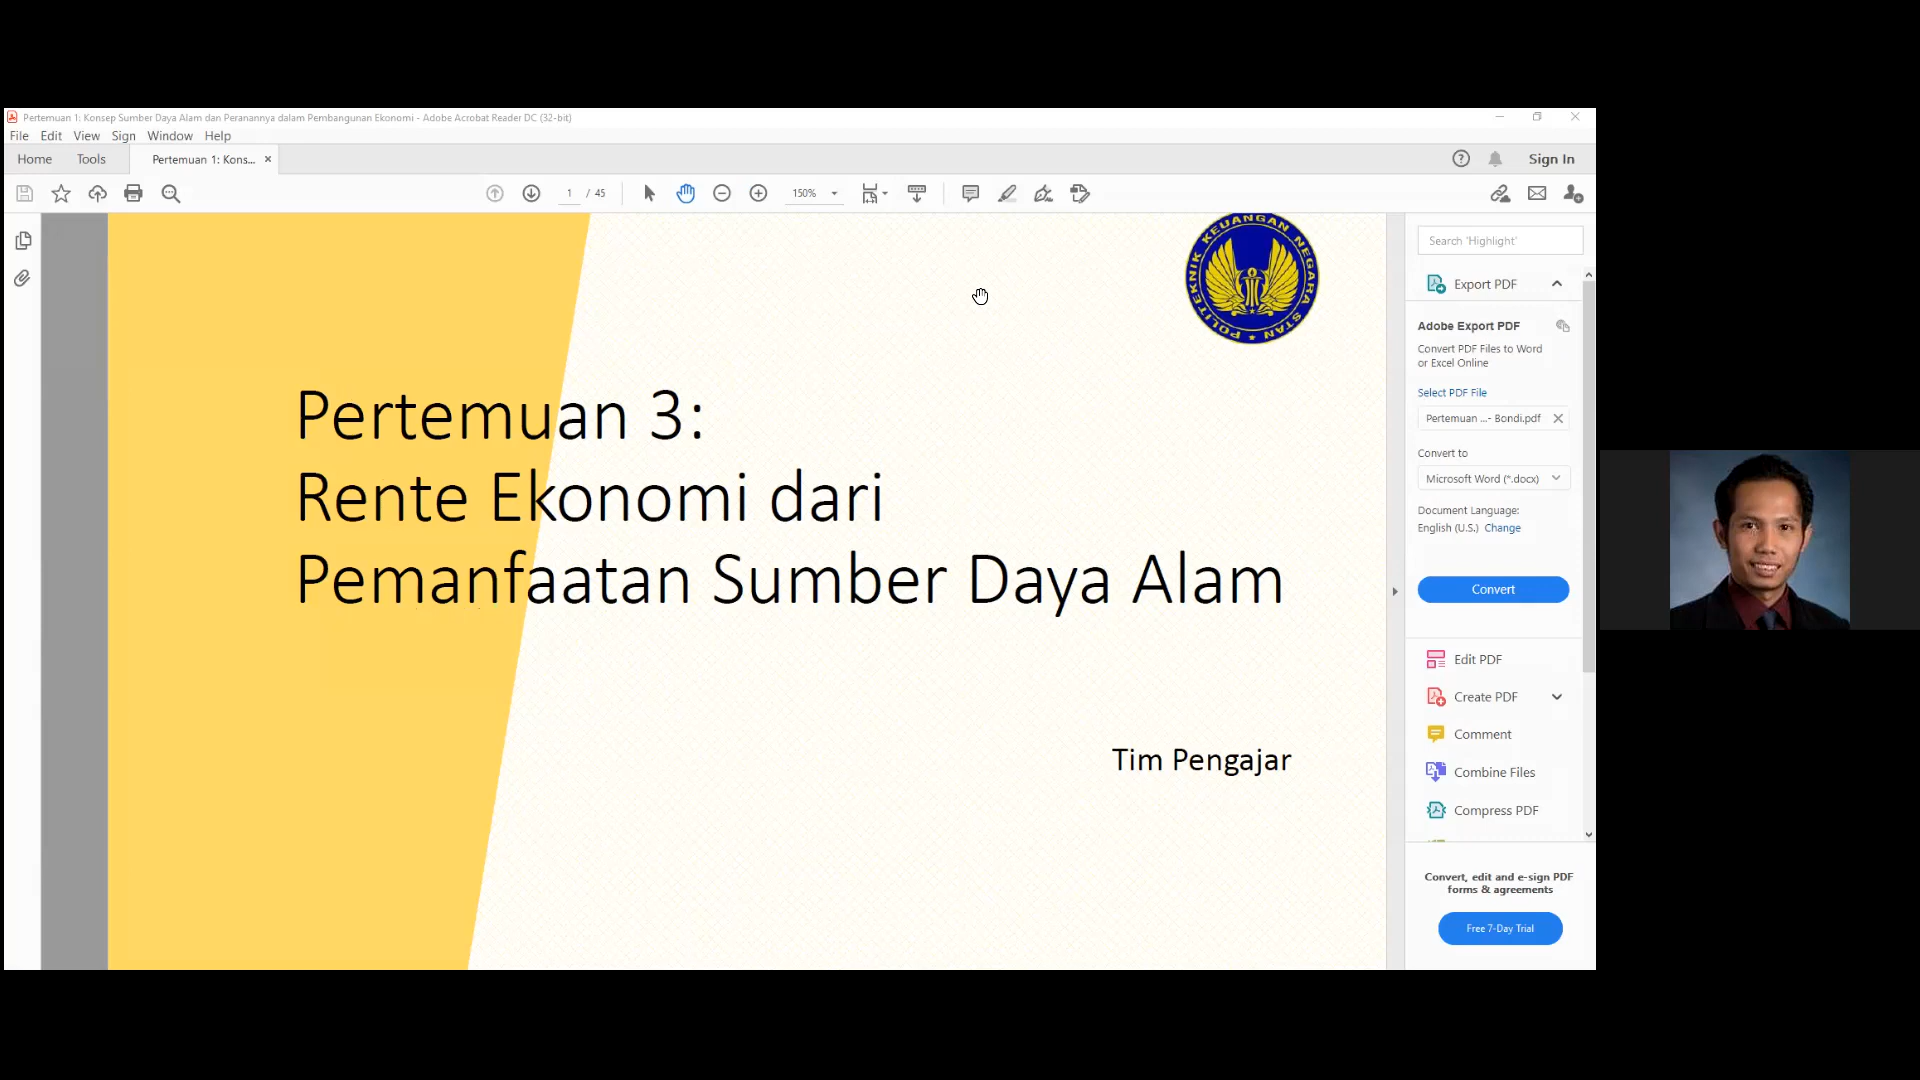 Pertemuan 1: Konsep Sumber Daya Alam dan Peranannya dalam Pembangunan Ekonomi - Adobe Acrobat Reader DC (32-bit)
File Edit View Sign Window Help
Home Tools Pertemuan 1: Kons... ×
Sign In
1 / 45
150%
POLITEKNIK KEUANGAN NEGARA STAN
Pertemuan 3:
Rente Ekonomi dari
Pemanfaatan Sumber Daya Alam
Tim Pengajar
Search 'Highlight'
Export PDF
Adobe Export PDF
Convert PDF Files to Word
or Excel Online
Select PDF File
Pertemuan ...- Bondi.pdf
Convert to
Microsoft Word (*.docx)
Document Language:
English (U.S.) Change
Convert
Edit PDF
Create PDF
Comment
Combine Files
Compress PDF
Convert, edit and e-sign PDF
forms & agreements
Free 7-Day Trial